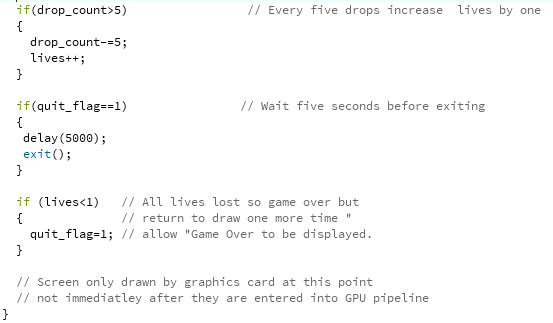 if(drop_count>5) // Every five drops increase lives by one
{
drop_count-=5;
lives++;
}
if(quit_flag==1) // Wait five seconds before exiting
{
delay(5000);
exit();
}
if (lives<1) // All lives lost so game over but
{ // return to draw one more time "
quit_flag=1; // allow "Game Over to be displayed.
}
// Screen only drawn by graphics card at this point
// not immediatley after they are entered into GPU pipeline
}